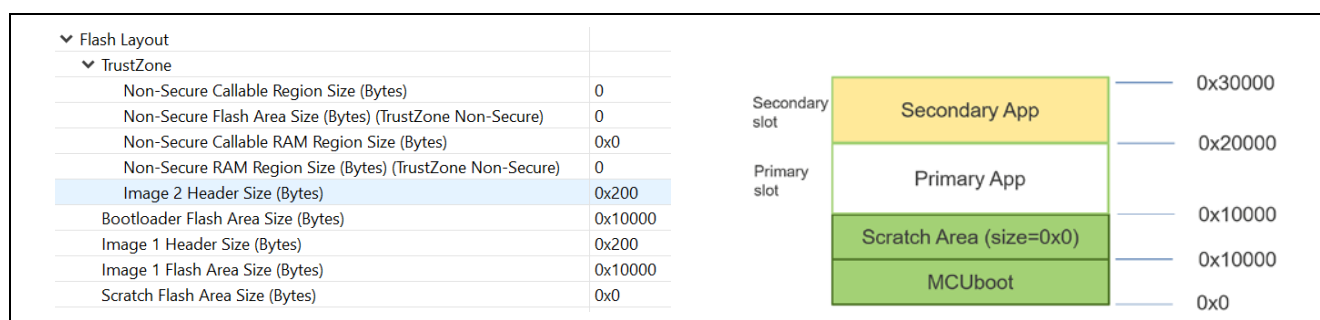 Flash Layout
TrustZone
Non-Secure Callable Region Size (Bytes) 0
Non-Secure Flash Area Size (Bytes) (TrustZone Non-Secure) 0
Non-Secure Callable RAM Region Size (Bytes) 0x0
Non-Secure RAM Region Size (Bytes) (TrustZone Non-Secure) 0
Image 2 Header Size (Bytes) 0x200
Bootloader Flash Area Size (Bytes) 0x10000
Image 1 Header Size (Bytes) 0x200
Image 1 Flash Area Size (Bytes) 0x10000
Scratch Flash Area Size (Bytes) 0x0
0x30000
Secondary
slot
Secondary App
0x20000
Primary
slot
Primary App
0x10000
Scratch Area (size=0x0)
0x10000
MCUboot
0x0